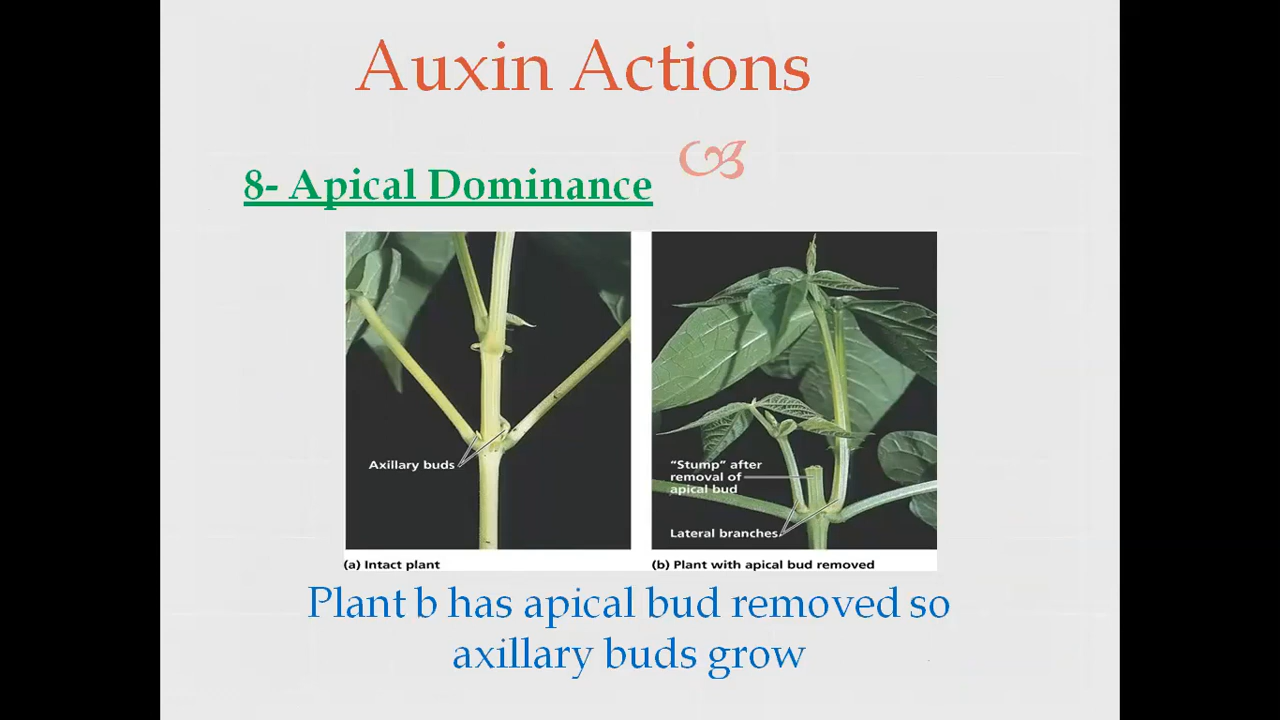 Auxin Actions
8- Apical Dominance
Axillary buds
(a) Intact plant
"Stump" after
removal of
apical bud
Lateral branches
(b) Plant with apical bud removed
Plant b has apical bud removed so
axillary buds grow